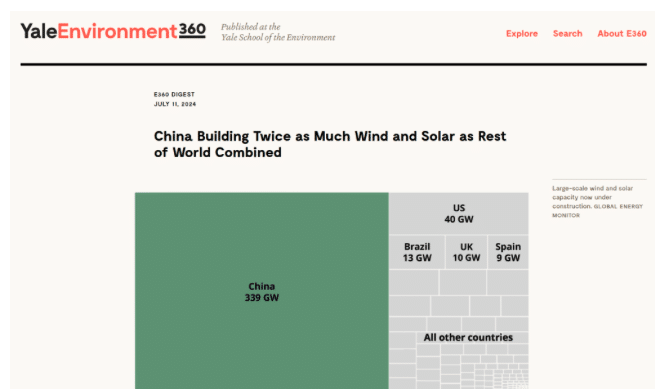 YaleEnvironment360
Published at the
Yale School of the Environment
Explore Search About E360
E360 DIGEST
JULY 11, 2024
China Building Twice as Much Wind and Solar as Rest
of World Combined
Large-scale wind and solar
capacity now under
construction. GLOBAL ENERGY
MONITOR
China
339 GW
US
40 GW
Brazil
13 GW
UK
10 GW
Spain
9 GW
All other countries